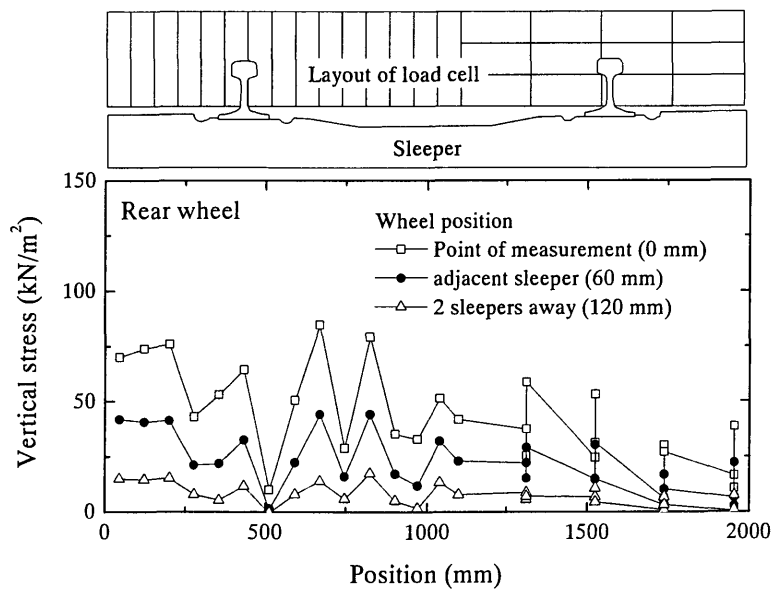 Layout of load cell
Sleeper
150
100
50
0
Vertical stress (kN/m²)
Rear wheel
Wheel position
Point of measurement (0 mm)
adjacent sleeper (60 mm)
2 sleepers away (120 mm)
0 500 1000 1500 2000
Position (mm)